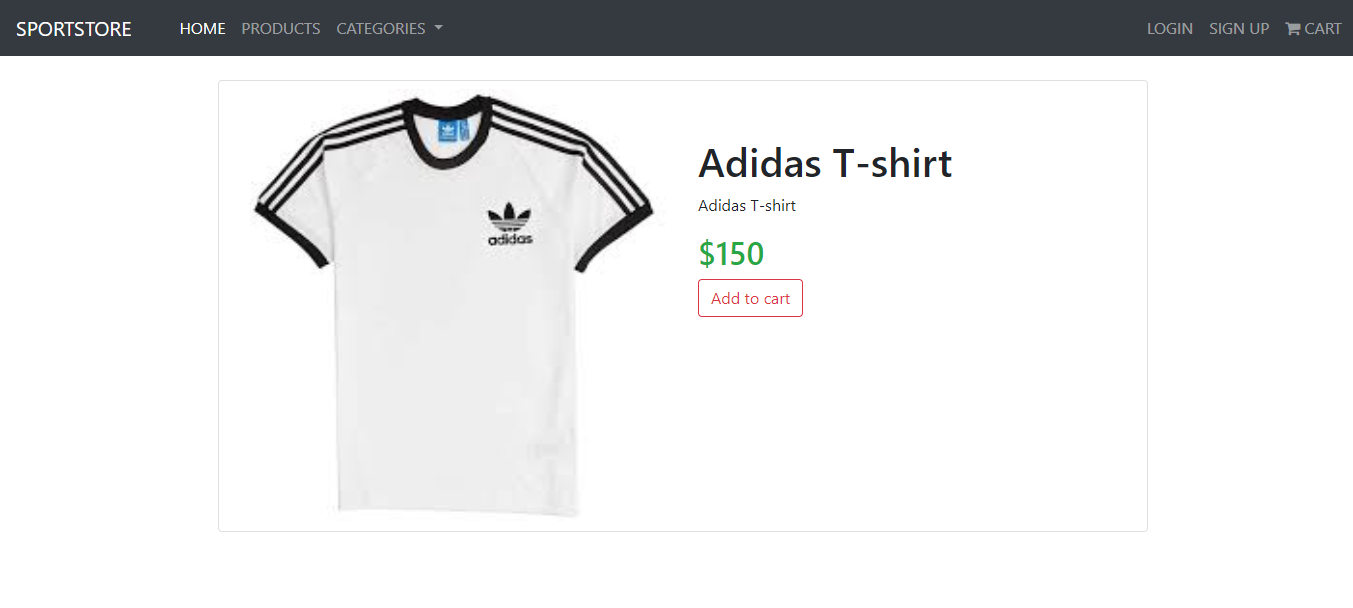 SPORTSTORE HOME PRODUCTS CATEGORIES LOGIN SIGN UP CART
adidas
Adidas T-shirt
Adidas T-shirt
$150
Add to cart